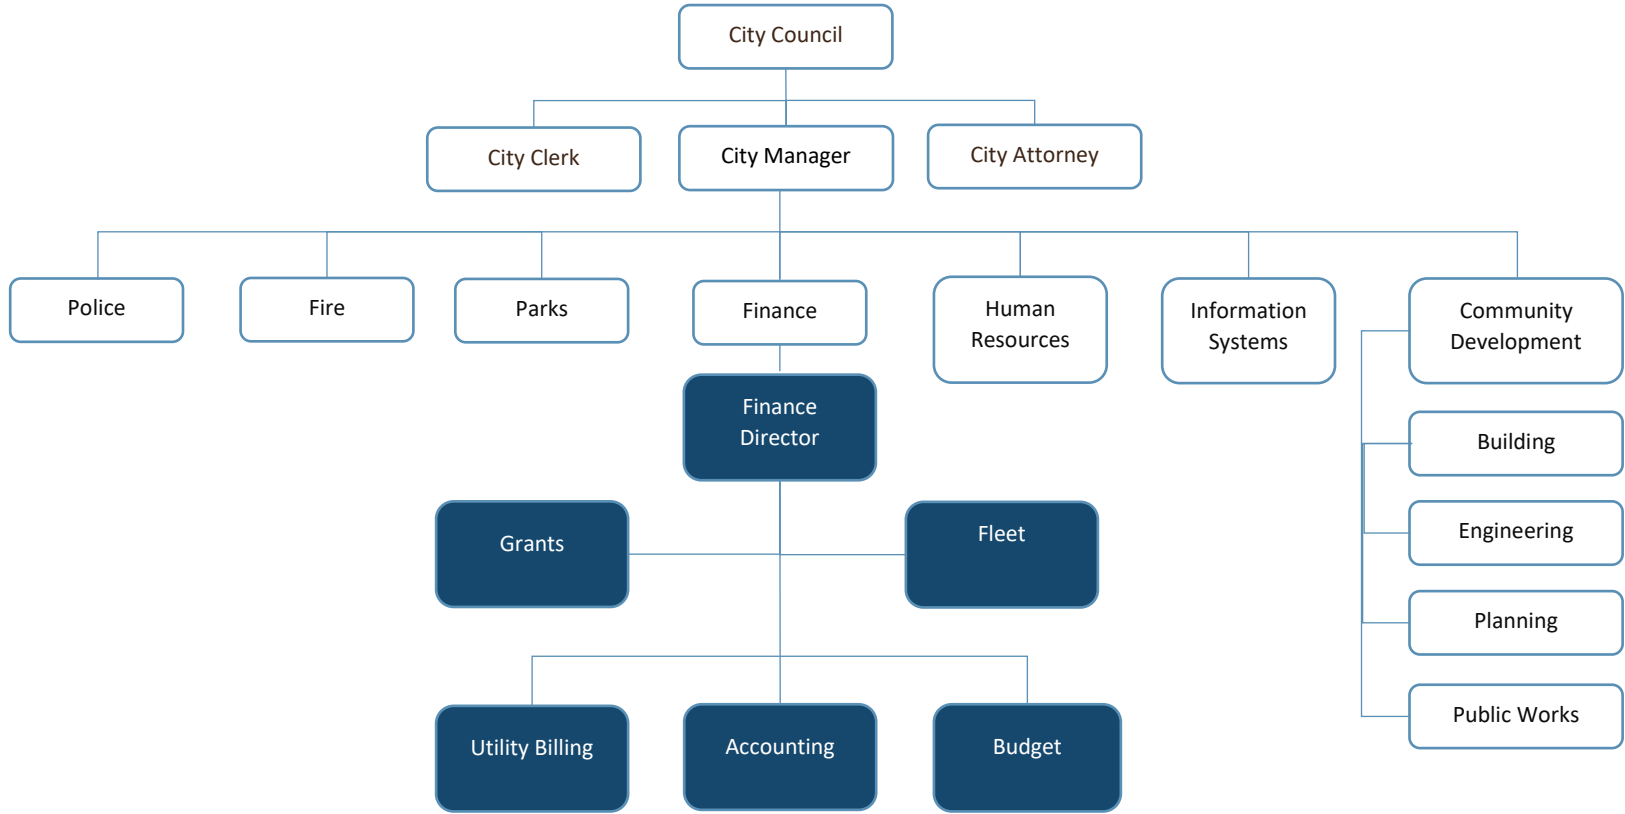 City Council
City Clerk
City Manager
City Attorney
Police
Fire
Parks
Finance
Human
Resources
Information
Systems
Community
Development
Finance
Director
Building
Grants
Fleet
Engineering
Planning
Utility Billing
Accounting
Budget
Public Works